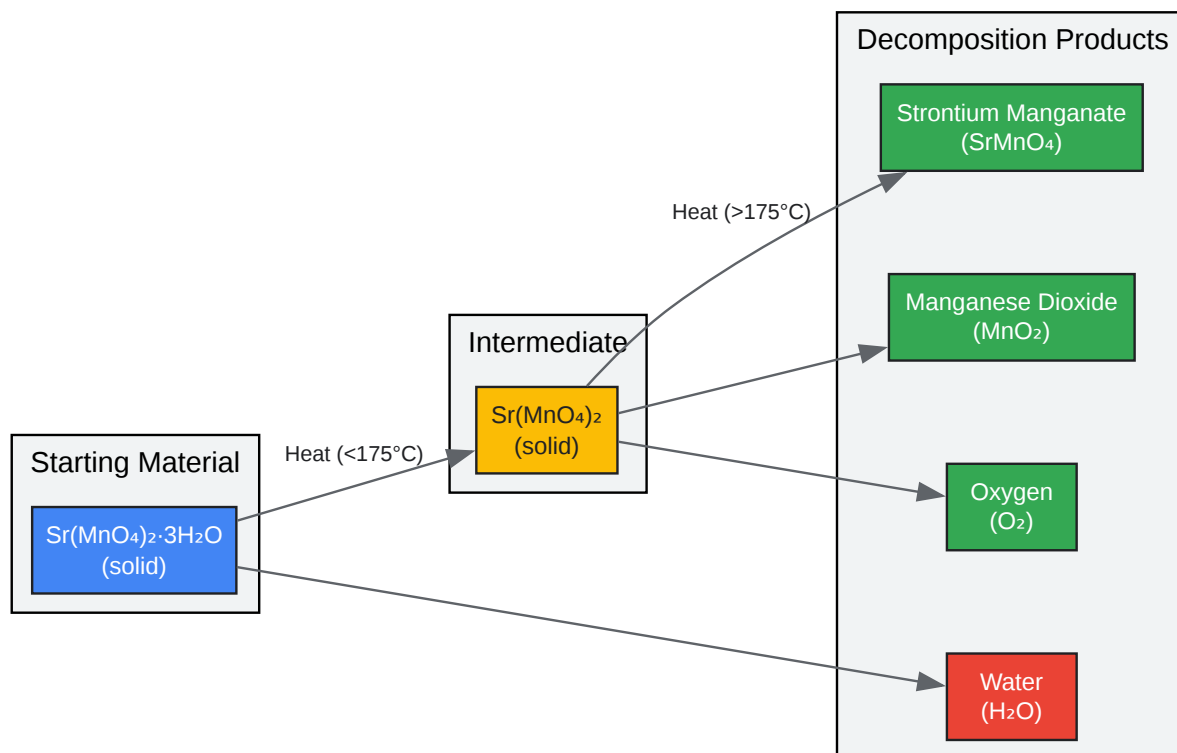 Decomposition Products
Strontium Manganate
(SrMnO₄)
Heat (>175°C)
Manganese Dioxide
(MnO₂)
Intermediate
Sr(MnO₄)₂
(solid)
Heat (<175°C)
Starting Material
Sr(MnO₄)₂·3H₂O
(solid)
Oxygen
(O₂)
Water
(H₂O)